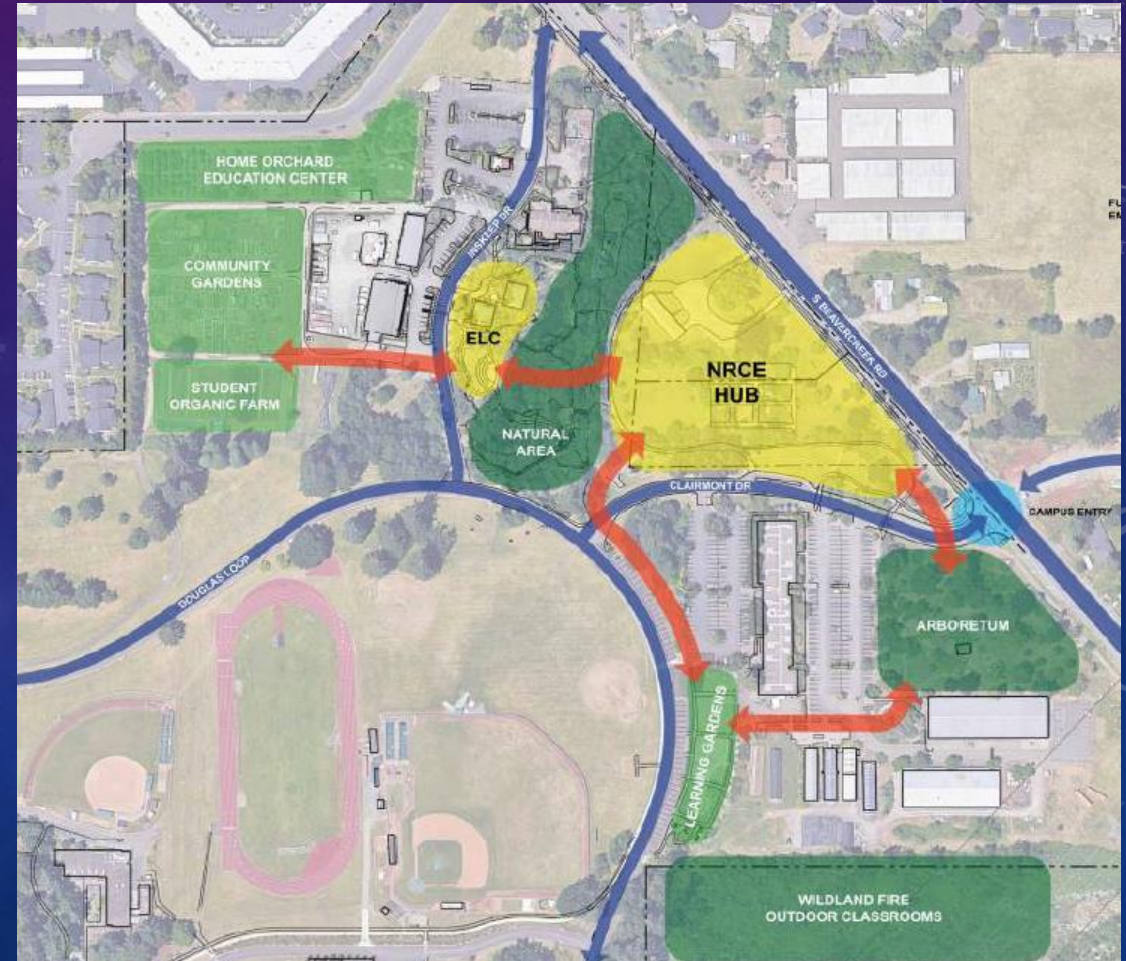 HOME ORCHARD
EDUCATION CENTER
COMMUNITY
GARDENS
INSKEEP DR
ELC
STUDENT
ORGANIC FARM
NATURAL
AREA
NRCE
HUB
S BEAVERCREEK RD
CLAIRMONT DR
CAMPUS ENTRY
DOUGLAS LOOP
ARBORETUM
LEARNING GARDENS
WILDLAND FIRE
OUTDOOR CLASSROOMS